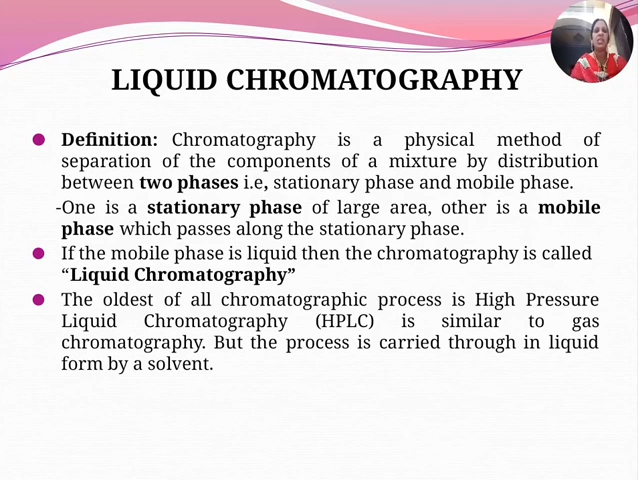 LIQUID CHROMATOGRAPHY
Definition: Chromatography is a physical method of
separation of the components of a mixture by distribution
between two phases i.e, stationary phase and mobile phase.
-One is a stationary phase of large area, other is a mobile
phase which passes along the stationary phase.
If the mobile phase is liquid then the chromatography is called
“Liquid Chromatography”
The oldest of all chromatographic process is High Pressure
Liquid Chromatography (HPLC) is similar to gas
chromatography. But the process is carried through in liquid
form by a solvent.